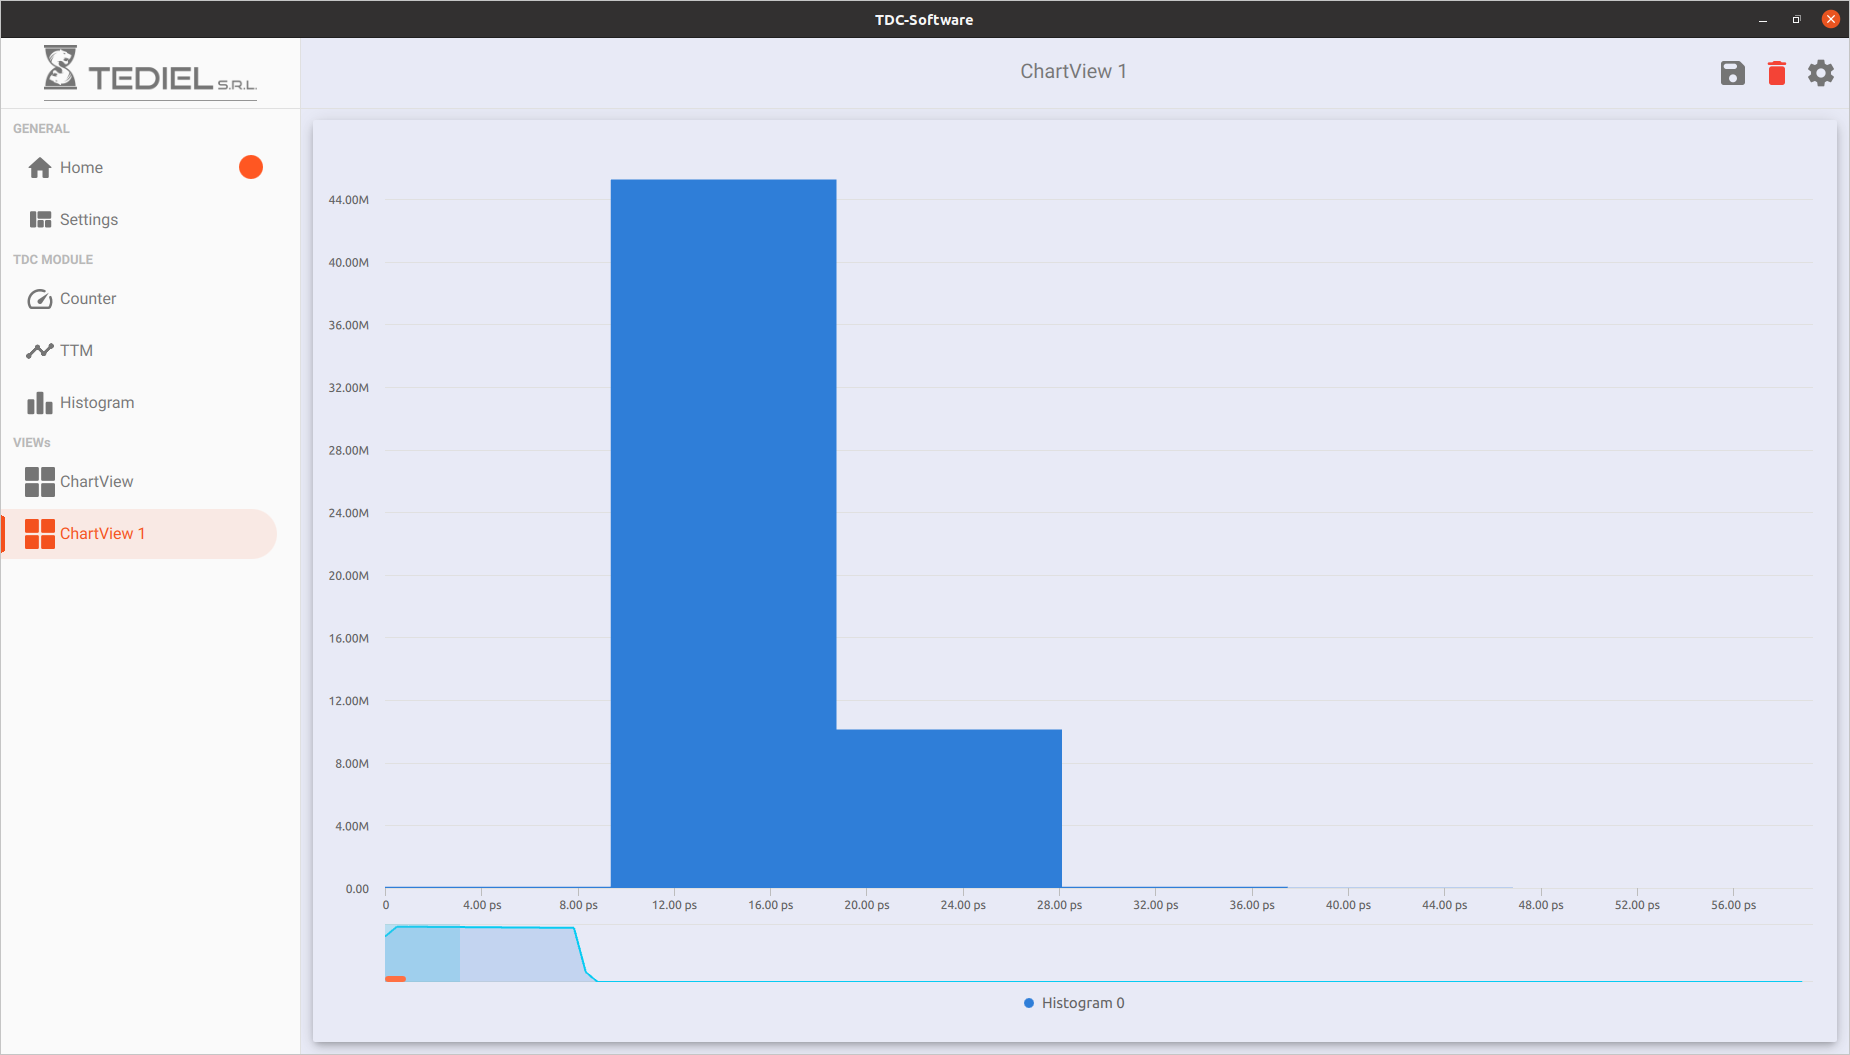 TDC-Software
TEDIEL S.R.L.
ChartView 1
GENERAL
Home
Settings
TDC MODULE
Counter
TTM
Histogram
VIEWs
ChartView
ChartView 1
44.00M
40.00M
36.00M
32.00M
28.00M
24.00M
20.00M
16.00M
12.00M
8.00M
4.00M
0.00
0 4.00 ps 8.00 ps 12.00 ps 16.00 ps 20.00 ps 24.00 ps 28.00 ps 32.00 ps 36.00 ps 40.00 ps 44.00 ps 48.00 ps 52.00 ps 56.00 ps
Histogram 0